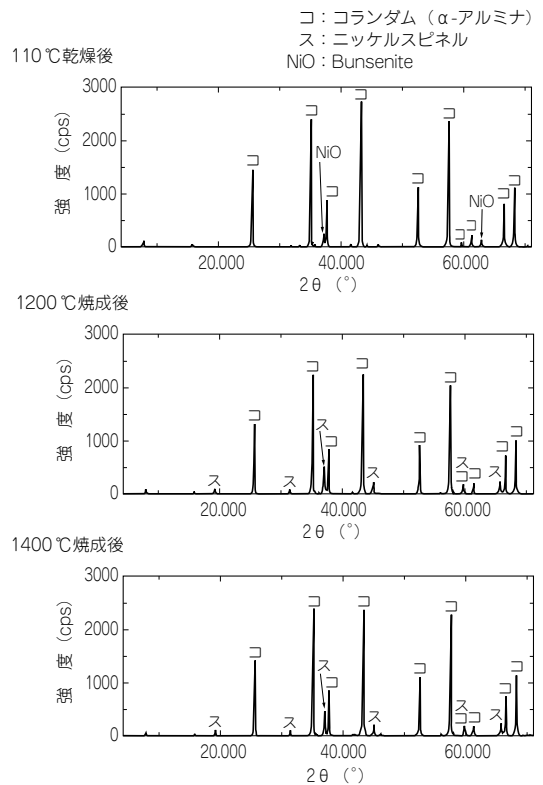 コ：コランダム（α-アルミナ）
ス：ニッケルスピネル
NiO：Bunsenite
110℃乾燥後
3000
2000
1000
0
強　度（cps）
コ
コ
NiO
コ
コ
コ
コ
コ
コ
NiO
コ
コ
20.000 40.000 60.000
2θ（°）
1200℃焼成後
3000
2000
1000
0
強　度（cps）
ス
コ
ス
コ
ス
コ
コ
ス
コ
コ
ス
コ
コ
ス
コ
コ
20.000 40.000 60.000
2θ（°）
1400℃焼成後
3000
2000
1000
0
強　度（cps）
ス
コ
ス
コ
ス
コ
コ
ス
コ
コ
ス
コ
コ
ス
コ
コ
20.000 40.000 60.000
2θ（°）